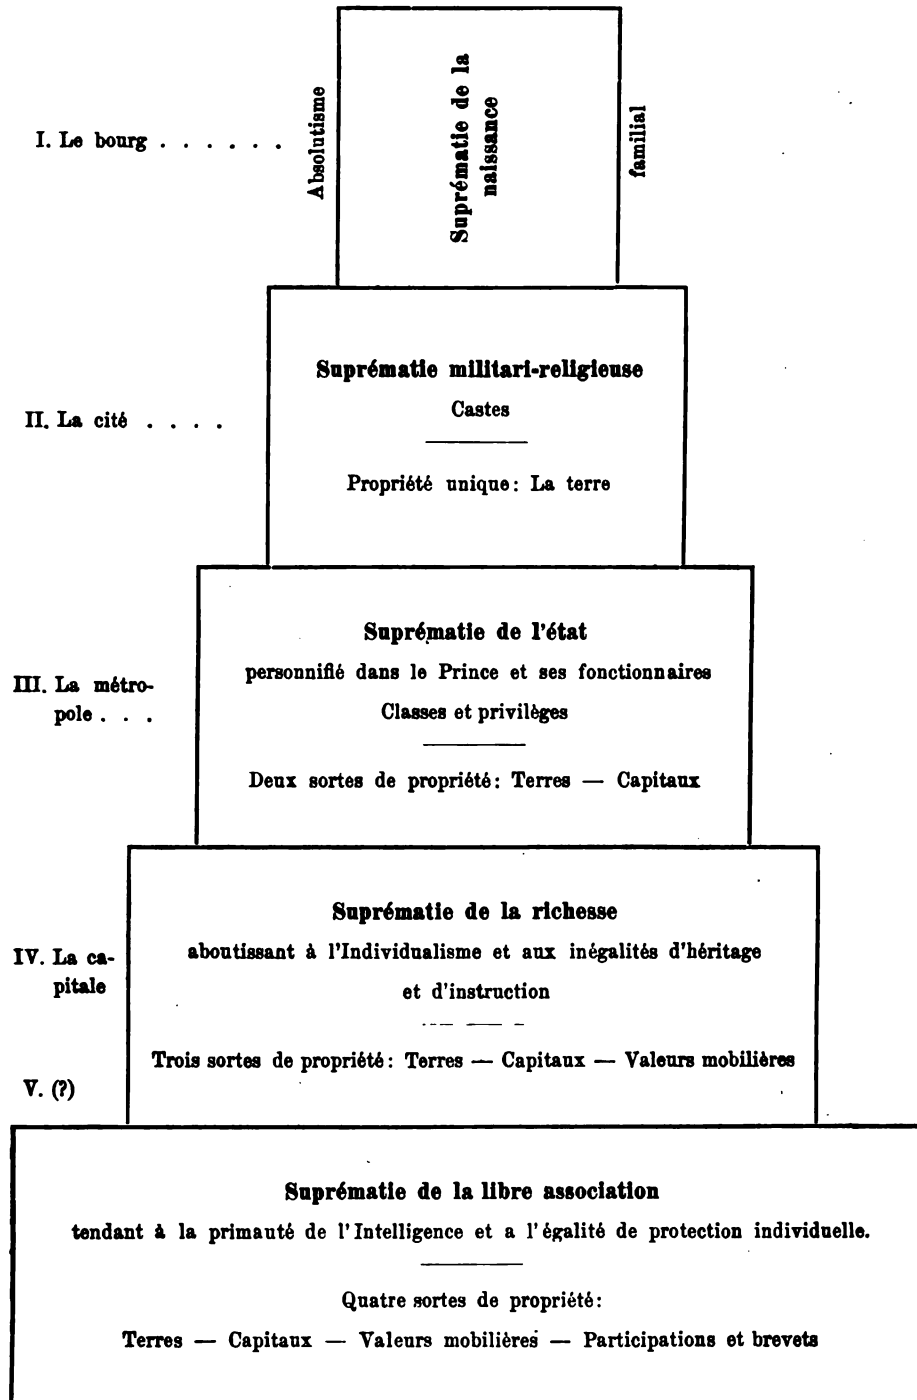 I. Le bourg . . . . . .
Absolutisme
Suprématie de la
naissance
familial
II. La cité . . . .
Suprématie militari-religieuse
Castes
Propriété unique: La terre
III. La métro-
pole . . .
Suprématie de l'état
personnifié dans le Prince et ses fonctionnaires
Classes et privilèges
Deux sortes de propriété: Terres — Capitaux
IV. La ca-
pitale
Suprématie de la richesse
aboutissant à l'Individualisme et aux inégalités d'héritage
et d'instruction
Trois sortes de propriété: Terres — Capitaux — Valeurs mobilières
V. (?)
Suprématie de la libre association
tendant à la primauté de l'Intelligence et a l'égalité de protection individuelle.
Quatre sortes de propriété:
Terres — Capitaux — Valeurs mobilières — Participations et brevets